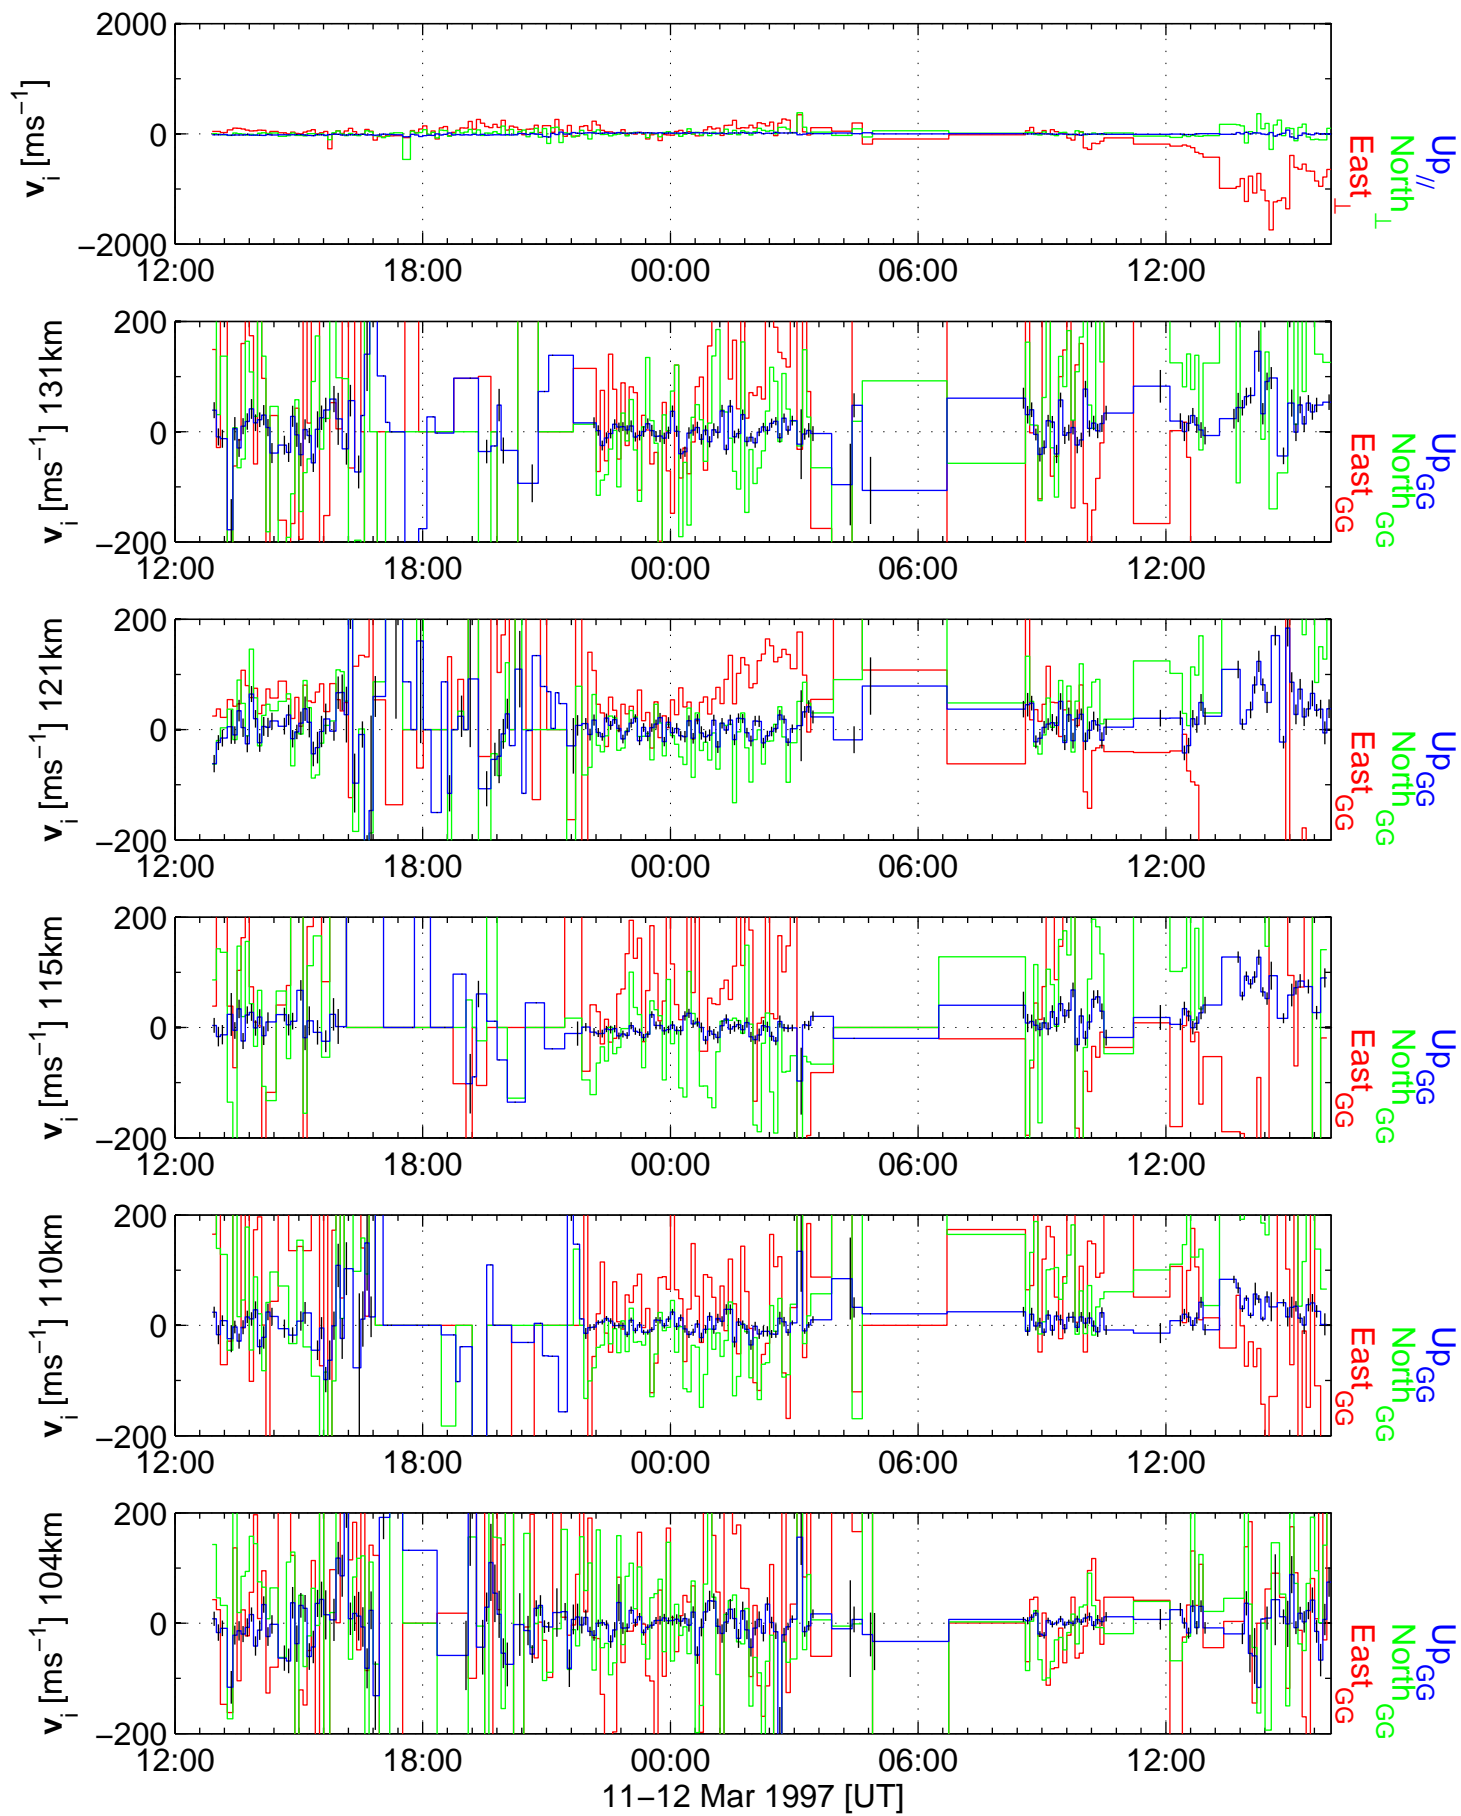 2000
0
−2000
v_i [ms⁻¹]
12:00 18:00 00:00 06:00 12:00
East_⊥
North_⊥
Up_//
200
0
−200
v_i [ms⁻¹] 131km
12:00 18:00 00:00 06:00 12:00
East_GG
North_GG
Up_GG
200
0
−200
v_i [ms⁻¹] 121km
12:00 18:00 00:00 06:00 12:00
East_GG
North_GG
Up_GG
200
0
−200
v_i [ms⁻¹] 115km
12:00 18:00 00:00 06:00 12:00
East_GG
North_GG
Up_GG
200
0
−200
v_i [ms⁻¹] 110km
12:00 18:00 00:00 06:00 12:00
East_GG
North_GG
Up_GG
200
0
−200
v_i [ms⁻¹] 104km
12:00 18:00 00:00 06:00 12:00
East_GG
North_GG
Up_GG
11−12 Mar 1997 [UT]